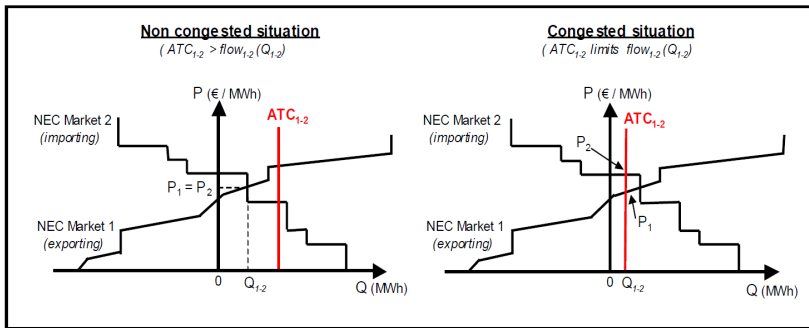 Non congested situation
( ATC1-2 > flow1-2 (Q1-2)
P (€ / MWh)
ATC1-2
NEC Market 2
(importing)
P1 = P2
NEC Market 1
(exporting)
0
Q1-2
Q (MWh)
Congested situation
( ATC1-2 limits flow1-2 (Q1-2)
P (€ / MWh)
ATC1-2
NEC Market 2
(importing)
P2
NEC Market 1
(exporting)
P1
0
Q1-2
Q (MWh)